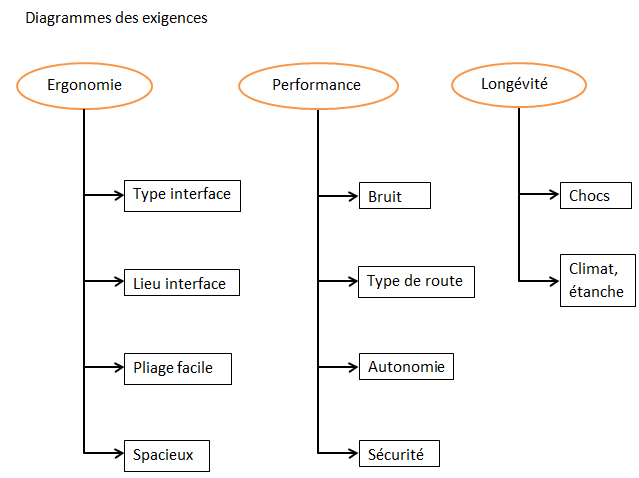 Diagrammes des exigences
Ergonomie
Performance
Longévité
Type interface
Bruit
Chocs
Lieu interface
Type de route
Climat,
étanche
Pliage facile
Autonomie
Spacieux
Sécurité